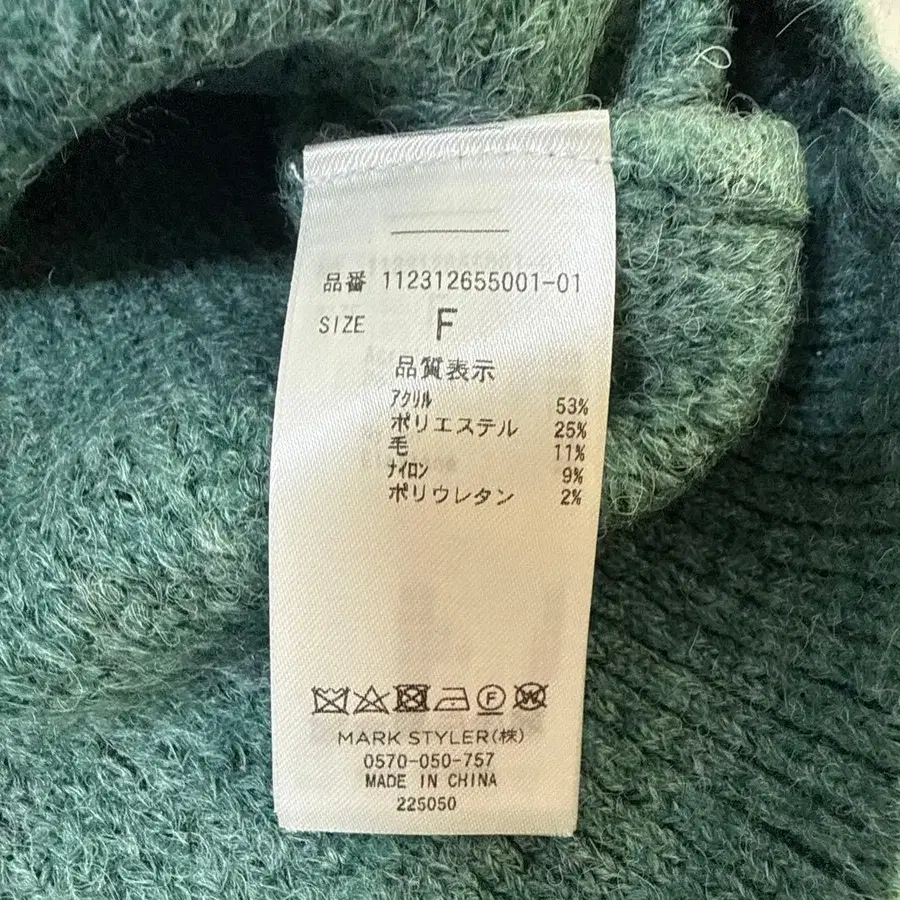 品番 112312655001-01
SIZE F
品質表示
アクリル 53%
ポリエステル 25%
毛 11%
ナイロン 9%
ポリウレタン 2%
F W
MARK STYLER(株)
0570-050-757
MADE IN CHINA
225050